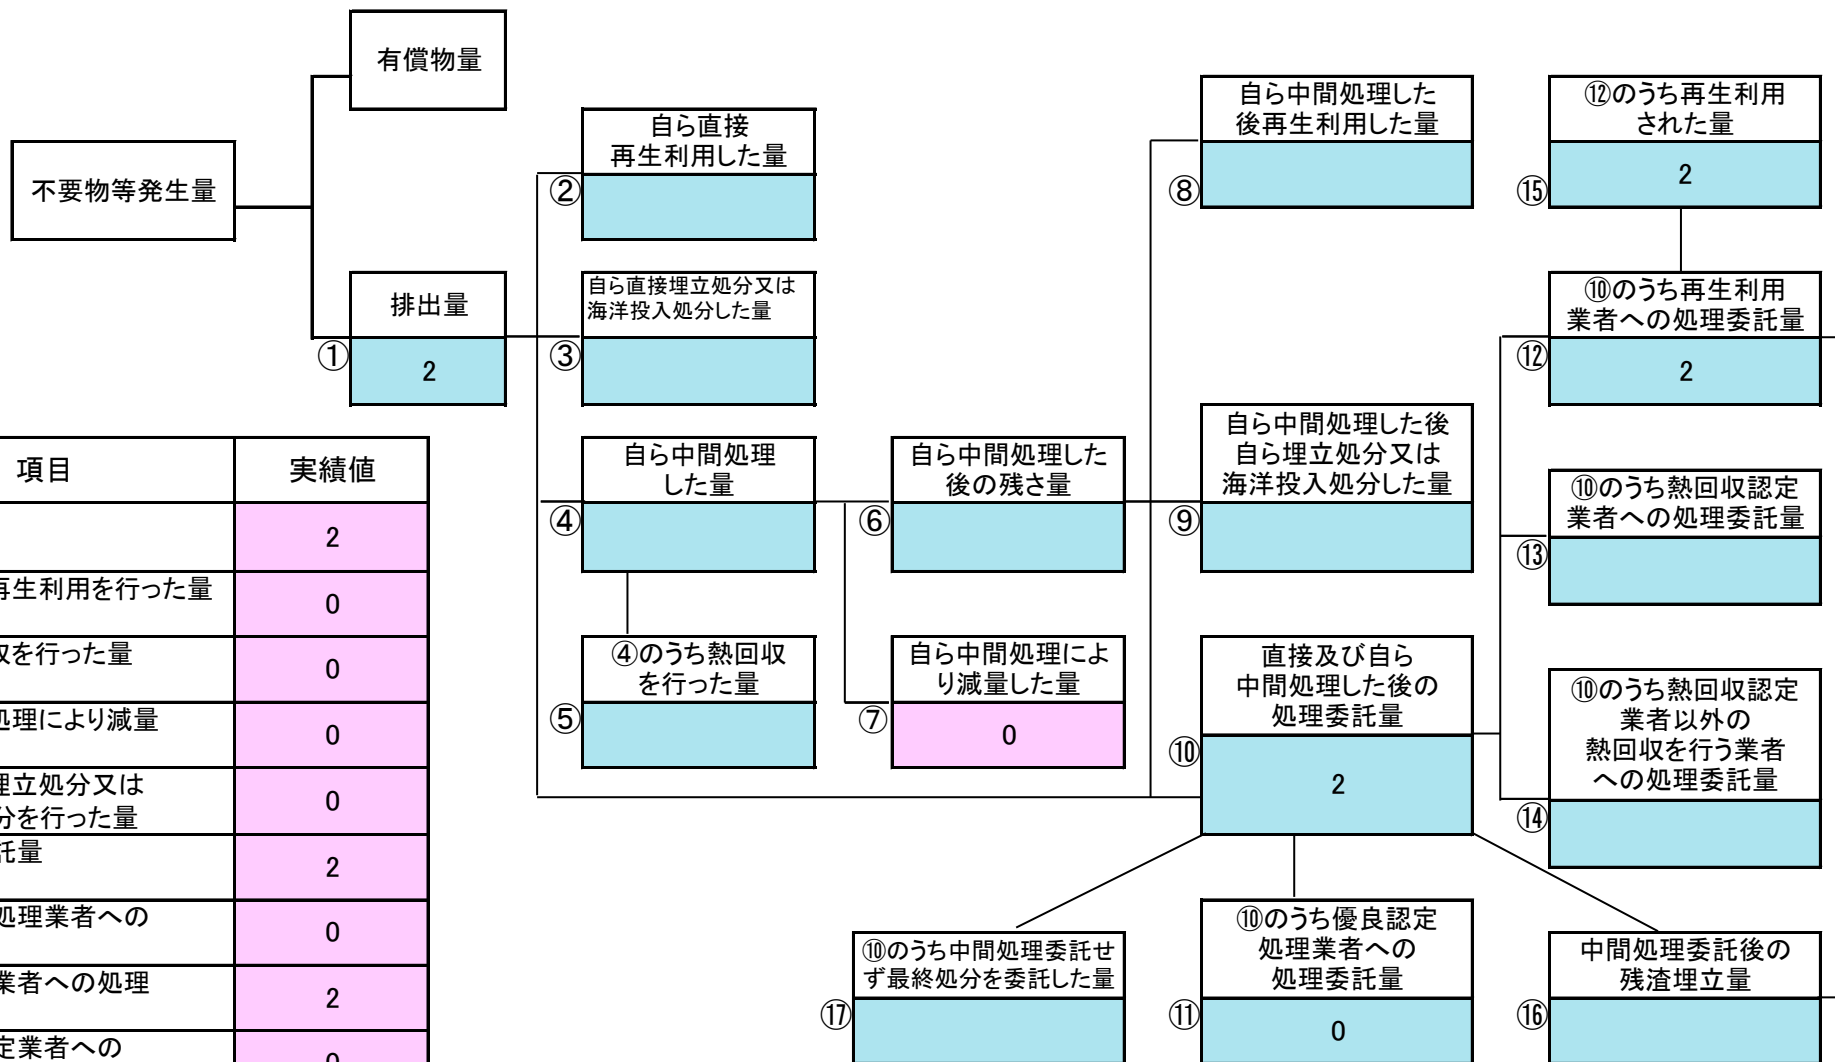 有償物量
不要物等発生量
排出量
①
2
自ら直接
再生利用した量
②
自ら直接埋立処分又は
海洋投入処分した量
③
自ら中間処理
した量
④
④のうち熱回収
を行った量
⑤
自ら中間処理した
後の残さ量
⑥
自ら中間処理によ
り減量した量
⑦
0
自ら中間処理した
後再生利用した量
⑧
自ら中間処理した後
自ら埋立処分又は
海洋投入処分した量
⑨
直接及び自ら
中間処理した後の
処理委託量
⑩
2
⑫のうち再生利用
された量
⑮
2
⑩のうち再生利用
業者への処理委託量
⑫
2
⑩のうち熱回収認定
業者への処理委託量
⑬
⑩のうち熱回収認定
業者以外の
熱回収を行う業者
への処理委託量
⑭
⑩のうち中間処理委託せ
ず最終処分を委託した量
⑰
⑩のうち優良認定
処理業者への
処理委託量
⑪
0
中間処理委託後の
残渣埋立量
⑯
項目 実績値
2
再生利用を行った量
0
を行った量
0
処理により減量
0
埋立処分又は
分を行った量
0
託量
2
処理業者への
0
業者への処理
2
定業者への
0